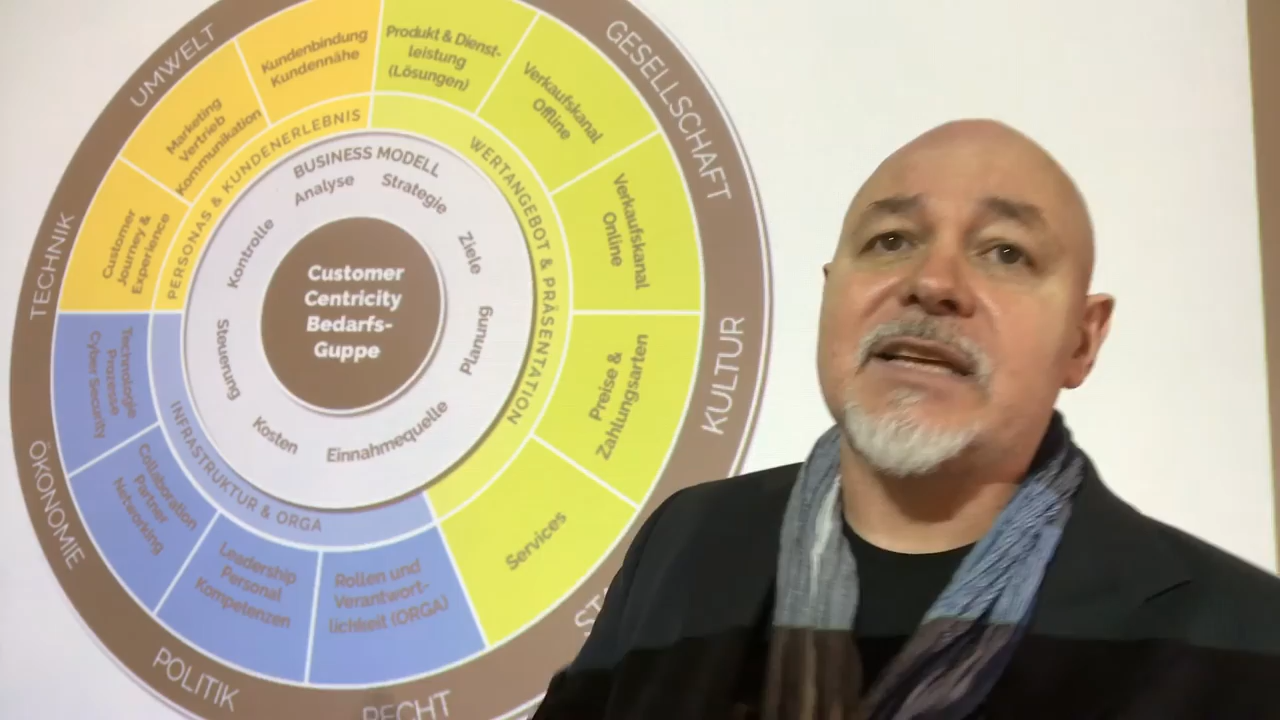 UMWELT
GESELLSCHAFT
KULTUR
RECHT
POLITIK
ÖKONOMIE
TECHNIK
Kundenbindung
Kundennähe
Produkt & Dienst-
leistung
(Lösungen)
Verkaufskanal
Offline
Verkaufskanal
Online
Preise &
Zahlungsarten
Services
Rollen und
Verantwort-
lichkeit (ORGA)
Leadership
Personal
Kompetenzen
Collaboration
Partner
Networking
Technologie
Prozesse
Cyber Security
Customer
Journey &
Experience
Marketing
Vertrieb
Kommunikation
PERSONAS & KUNDENERLEBNIS
WERTANGEBOT & PRÄSENTATION
INFRASTRUKTUR & ORGA
BUSINESS MODELL
Analyse
Strategie
Ziele
Planung
Einnahmequelle
Kosten
Steuerung
Kontrolle
Customer
Centricity
Bedarfs-
Guppe